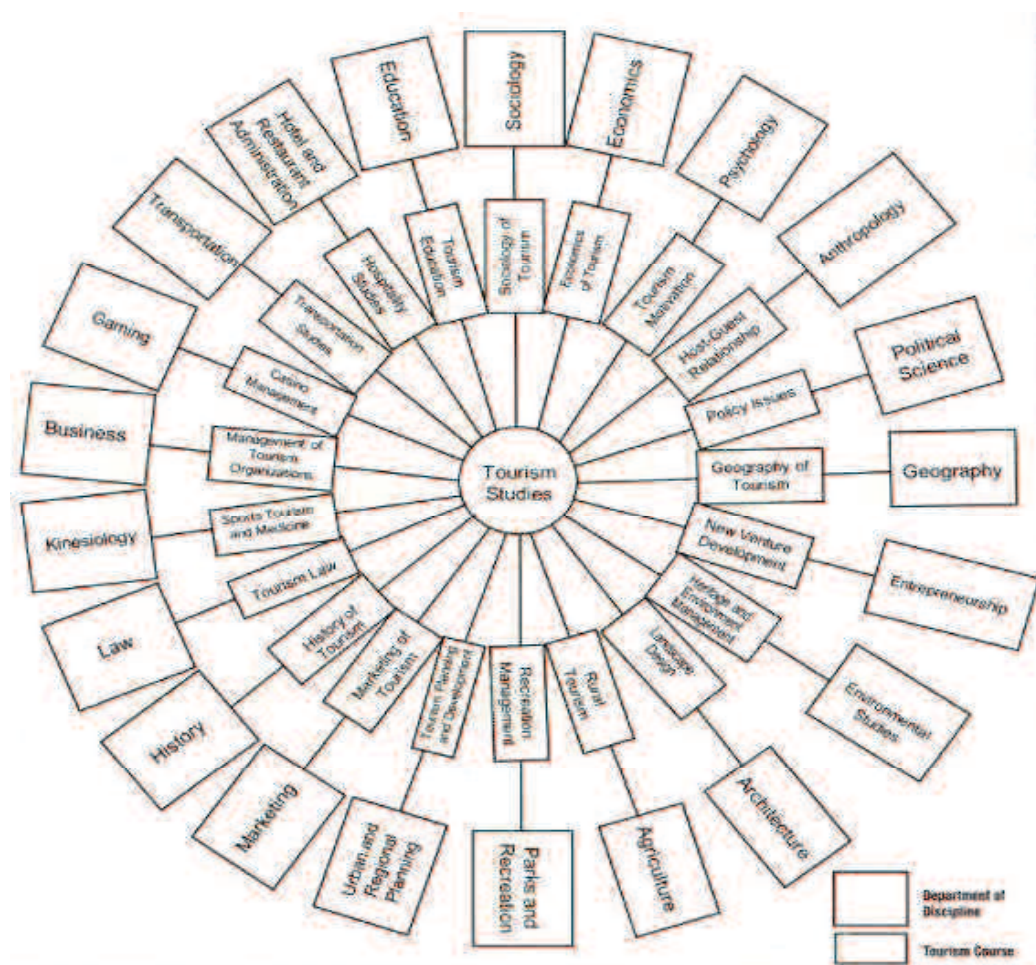 Tourism
Studies
Sociology
Economics
Psychology
Anthropology
Political
Science
Geography
Entrepreneurship
Environmental
Studies
Architecture
Agriculture
Parks and
Recreation
Urban and
Regional
Planning
Marketing
History
Law
Kinesiology
Business
Gaming
Transportation
Hotel and
Restaurant
Administration
Education
Sociology of
Tourism
Economics
of Tourism
Tourism
Motivation
Host-Guest
Relationship
Policy Issues
Geography of
Tourism
New Venture
Development
Heritage and
Environment
Management
Landscape
Design
Rural
Tourism
Recreation
Management
Tourism Planning
and Development
Marketing of
Tourism
History of
Tourism
Tourism Law
Sports Tourism
and Medicine
Management of
Tourism
Organizations
Casino
Management
Transportation
Studies
Hospitality
Studies
Tourism
Education
Department of
Discipline
Tourism Course